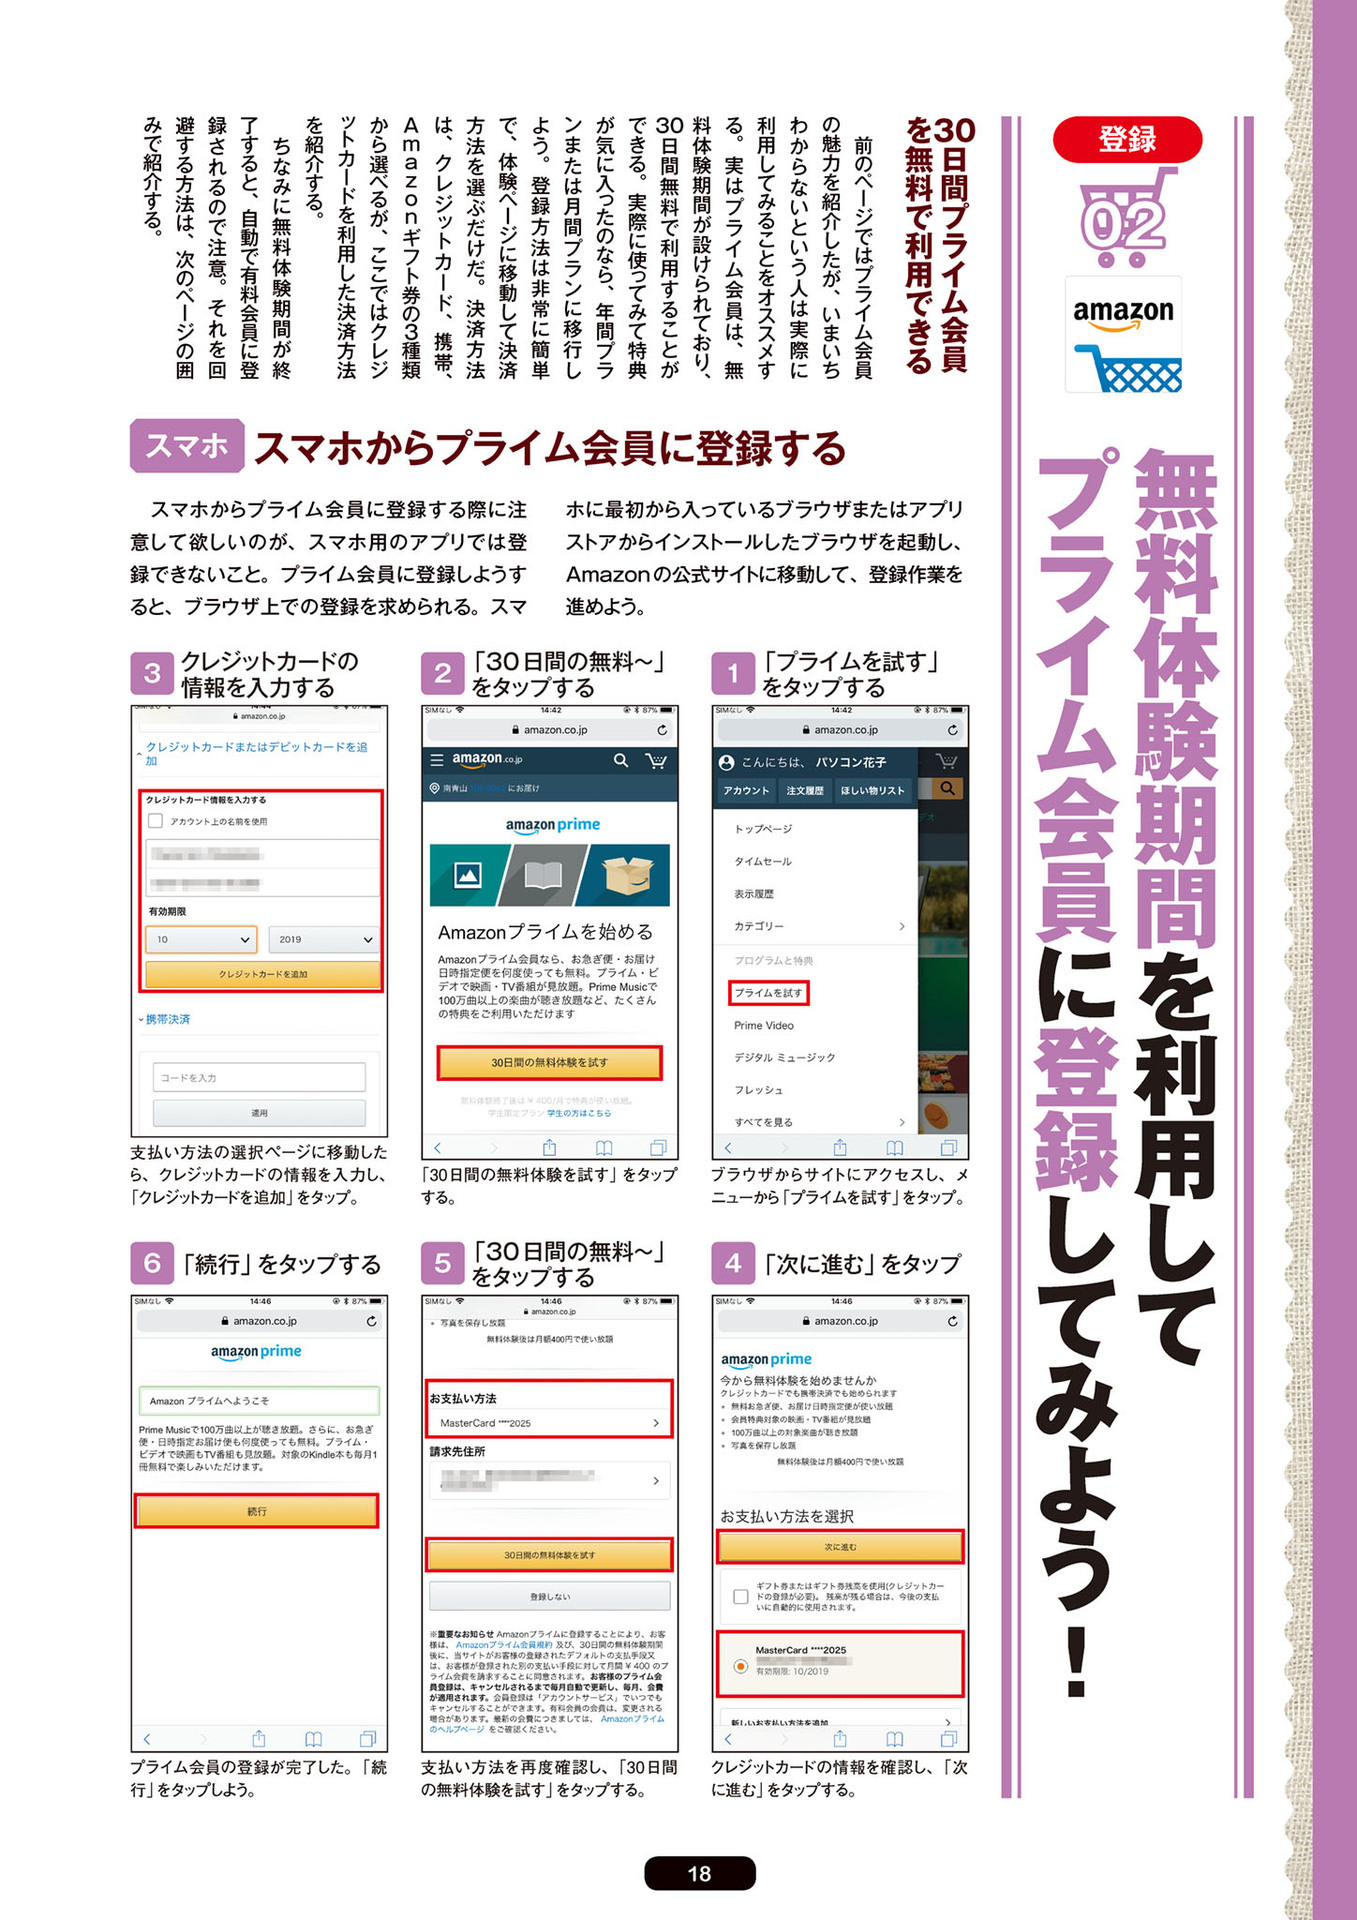 登録
02
amazon
無料体験期間を利用して
プライム会員に登録してみよう！
30日間プライム会員
を無料で利用できる
　前のページではプライム会員
の魅力を紹介したが、いまいち
わからないという人は実際に
利用してみることをオススメす
る。実はプライム会員は、無
料体験期間が設けられており、
30日間無料で利用することが
できる。実際に使ってみて特典
が気に入ったのなら、年間プラ
ンまたは月間プランに移行し
よう。登録方法は非常に簡単
で、体験ページに移動して決済
方法を選ぶだけだ。決済方法
は、クレジットカード、携帯、
Amazonギフト券の3種類
から選べるが、ここではクレジ
ットカードを利用した決済方法
を紹介する。
　ちなみに無料体験期間が終
了すると、自動で有料会員に登
録されるので注意。それを回
避する方法は、次のページの囲
みで紹介する。
スマホ
スマホからプライム会員に登録する
　スマホからプライム会員に登録する際に注
意して欲しいのが、スマホ用のアプリでは登
録できないこと。プライム会員に登録しようす
ると、ブラウザ上での登録を求められる。スマ
ホに最初から入っているブラウザまたはアプリ
ストアからインストールしたブラウザを起動し、
Amazonの公式サイトに移動して、登録作業を
進めよう。
1
「プライムを試す」
をタップする
SIMなし 14:42 87%
amazon.co.jp
こんにちは、パソコン花子
アカウント 注文履歴 ほしい物リスト
トップページ
タイムセール
表示履歴
カテゴリー
プログラムと特典
プライムを試す
Prime Video
デジタル ミュージック
フレッシュ
すべてを見る
ブラウザからサイトにアクセスし、メ
ニューから「プライムを試す」をタップ。
2
「30日間の無料〜」
をタップする
SIMなし 14:42 87%
amazon.co.jp
amazon.co.jp
南青山 にお届け
amazon prime
Amazonプライムを始める
Amazonプライム会員なら、お急ぎ便・お届け
日時指定便を何度使っても無料。プライム・ビ
デオで映画・TV番組が見放題。Prime Musicで
100万曲以上の楽曲が聴き放題など、たくさん
の特典をご利用いただけます
30日間の無料体験を試す
無料体験終了後は￥400/月で特典が使い放題。
学生限定プラン 学生の方はこちら
「30日間の無料体験を試す」をタップ
する。
3
クレジットカードの
情報を入力する
amazon.co.jp
クレジットカードまたはデビットカードを追
加
クレジットカード情報を入力する
アカウント上の名前を使用
有効期限
10 2019
クレジットカードを追加
携帯決済
コードを入力
適用
支払い方法の選択ページに移動した
ら、クレジットカードの情報を入力し、
「クレジットカードを追加」をタップ。
4
「次に進む」をタップ
SIMなし 14:46 87%
amazon.co.jp
amazon prime
今から無料体験を始めませんか
クレジットカードでも携帯決済でも始められます
• 無料お急ぎ便、お届け日時指定便が使い放題
• 会員特典対象の映画・TV番組が見放題
• 100万曲以上の対象楽曲が聴き放題
• 写真を保存し放題
無料体験後は月額400円で使い放題
お支払い方法を選択
次に進む
ギフト券またはギフト券残高を使用(クレジットカー
ドの登録が必要)。 残高が残る場合は、今後の支払
いに自動的に使用されます。
MasterCard ****2025
有効期限: 10/2019
新しいお支払い方法を追加
クレジットカードの情報を確認し、「次
に進む」をタップする。
5
「30日間の無料〜」
をタップする
SIMなし 14:46 87%
amazon.co.jp
• 写真を保存し放題
無料体験後は月額400円で使い放題
お支払い方法
MasterCard ****2025
請求先住所
30日間の無料体験を試す
登録しない
※重要なお知らせ Amazonプライムに登録することにより、お客
様は、 Amazonプライム会員規約 及び、30日間の無料体験期間
後に、当サイトがお客様の登録されたデフォルトの支払手段又
は、お客様が登録された別の支払い手段に対して月間￥400 のプ
ライム会費を請求することに同意されます。お客様のプライム会
員登録は、キャンセルされるまで毎月自動で更新し、毎月、会費
が適用されます。会員登録は「アカウントサービス」でいつでも
キャンセルすることができます。有料会員の会費は、変更される
場合があります。最新の会費につきましては、 Amazonプライム
のヘルプページ をご確認ください。
支払い方法を再度確認し、「30日間
の無料体験を試す」をタップする。
6
「続行」をタップする
SIMなし 14:46 87%
amazon.co.jp
amazon prime
Amazon プライムへようこそ
Prime Musicで100万曲以上が聴き放題。さらに、お急ぎ
便・日時指定お届け便も何度使っても無料。プライム・
ビデオで映画もTV番組も見放題。対象のKindle本も毎月1
冊無料で楽しみいただけます。
続行
プライム会員の登録が完了した。「続
行」をタップしよう。
18